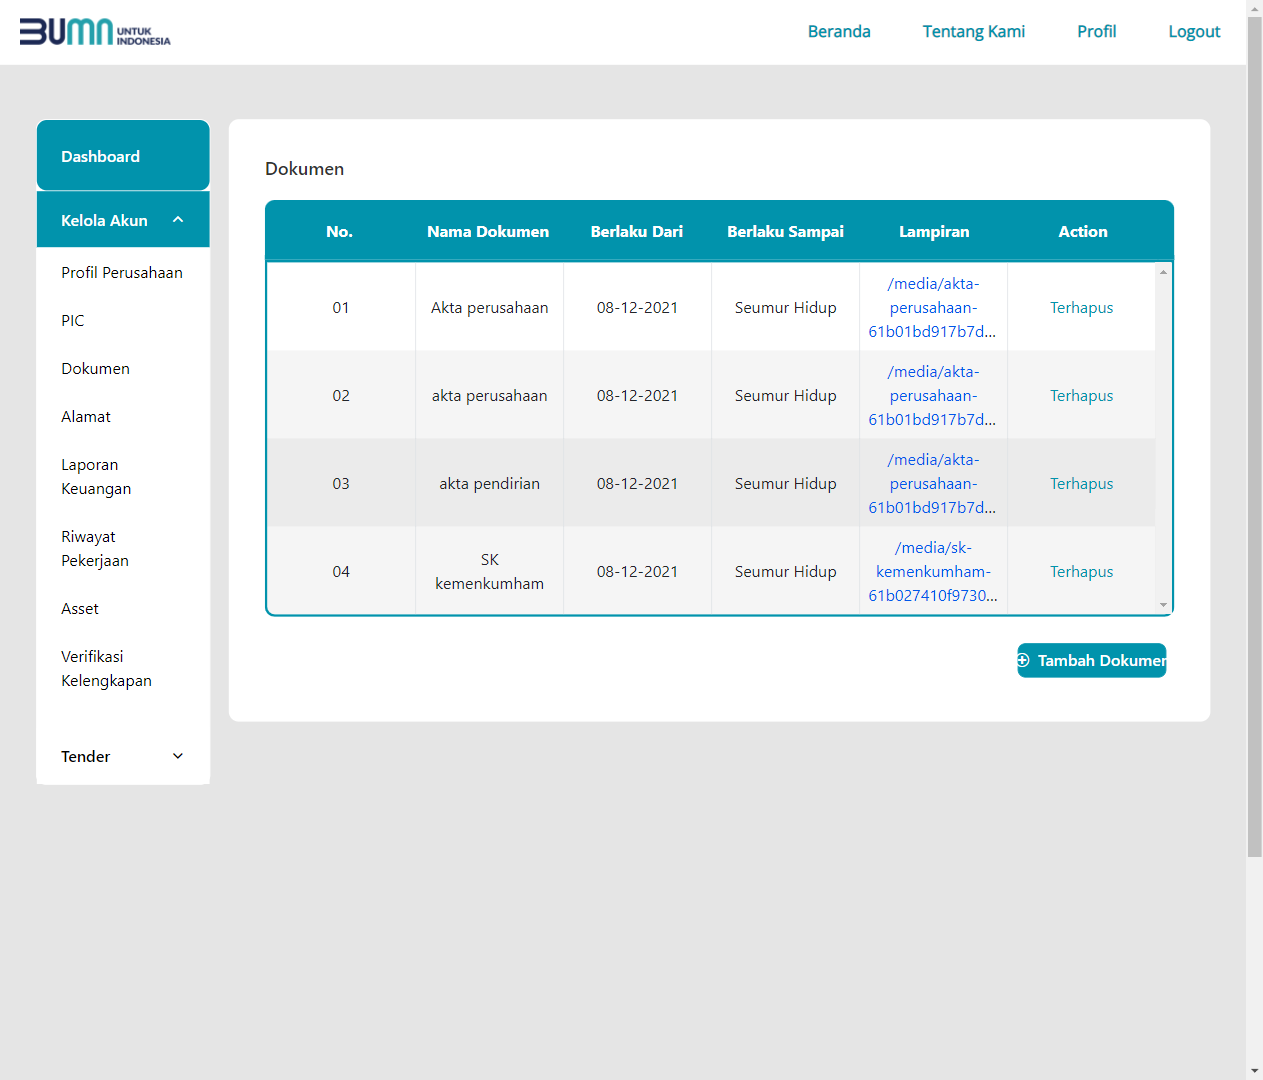 BUMN UNTUK INDONESIA
Beranda Tentang Kami Profil Logout
Dashboard
Kelola Akun
Profil Perusahaan
PIC
Dokumen
Alamat
Laporan
Keuangan
Riwayat
Pekerjaan
Asset
Verifikasi
Kelengkapan
Tender
Dokumen
No. Nama Dokumen Berlaku Dari Berlaku Sampai Lampiran Action
01 Akta perusahaan 08-12-2021 Seumur Hidup /media/akta-perusahaan-61b01bd917b7d... Terhapus
02 akta perusahaan 08-12-2021 Seumur Hidup /media/akta-perusahaan-61b01bd917b7d... Terhapus
03 akta pendirian 08-12-2021 Seumur Hidup /media/akta-perusahaan-61b01bd917b7d... Terhapus
04 SK kemenkumham 08-12-2021 Seumur Hidup /media/sk-kemenkumham-61b027410f9730... Terhapus
Tambah Dokumen